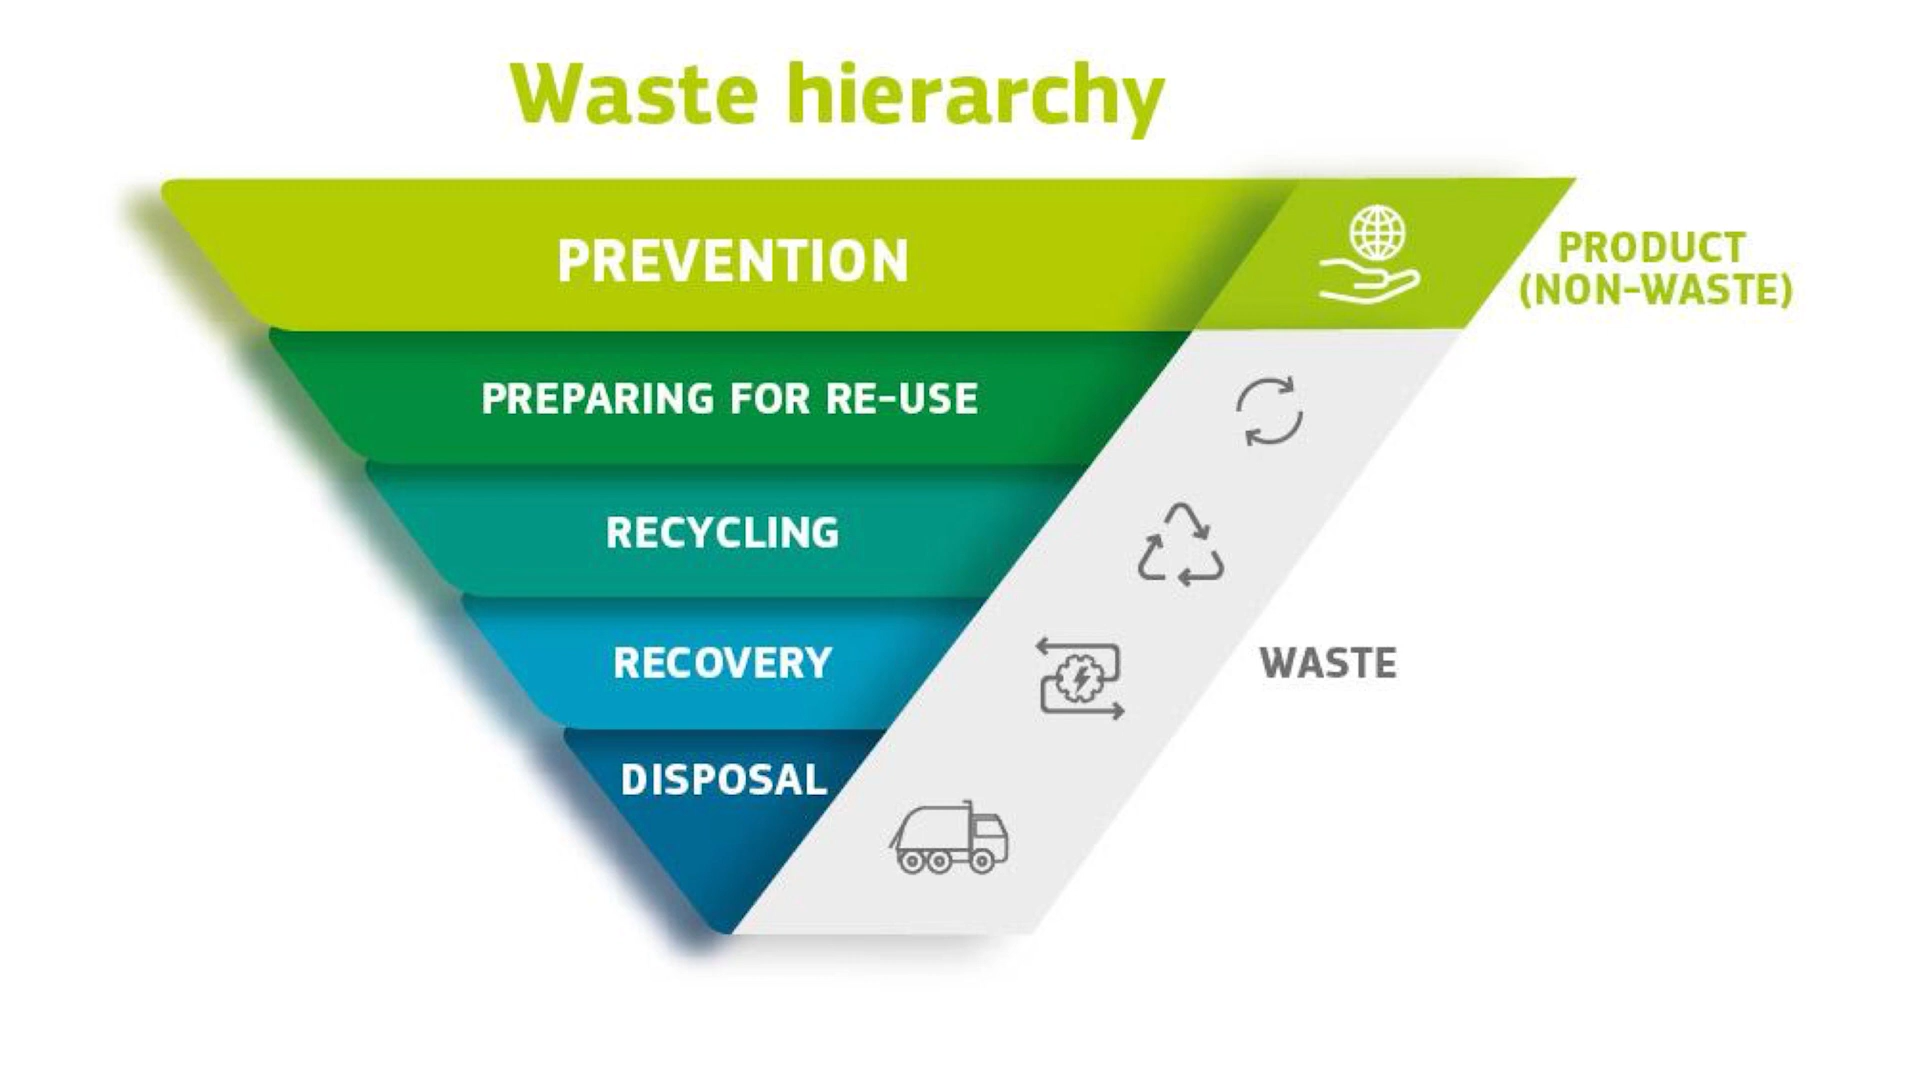 Waste hierarchy
PREVENTION
PRODUCT
(NON-WASTE)
PREPARING FOR RE-USE
RECYCLING
RECOVERY
WASTE
DISPOSAL